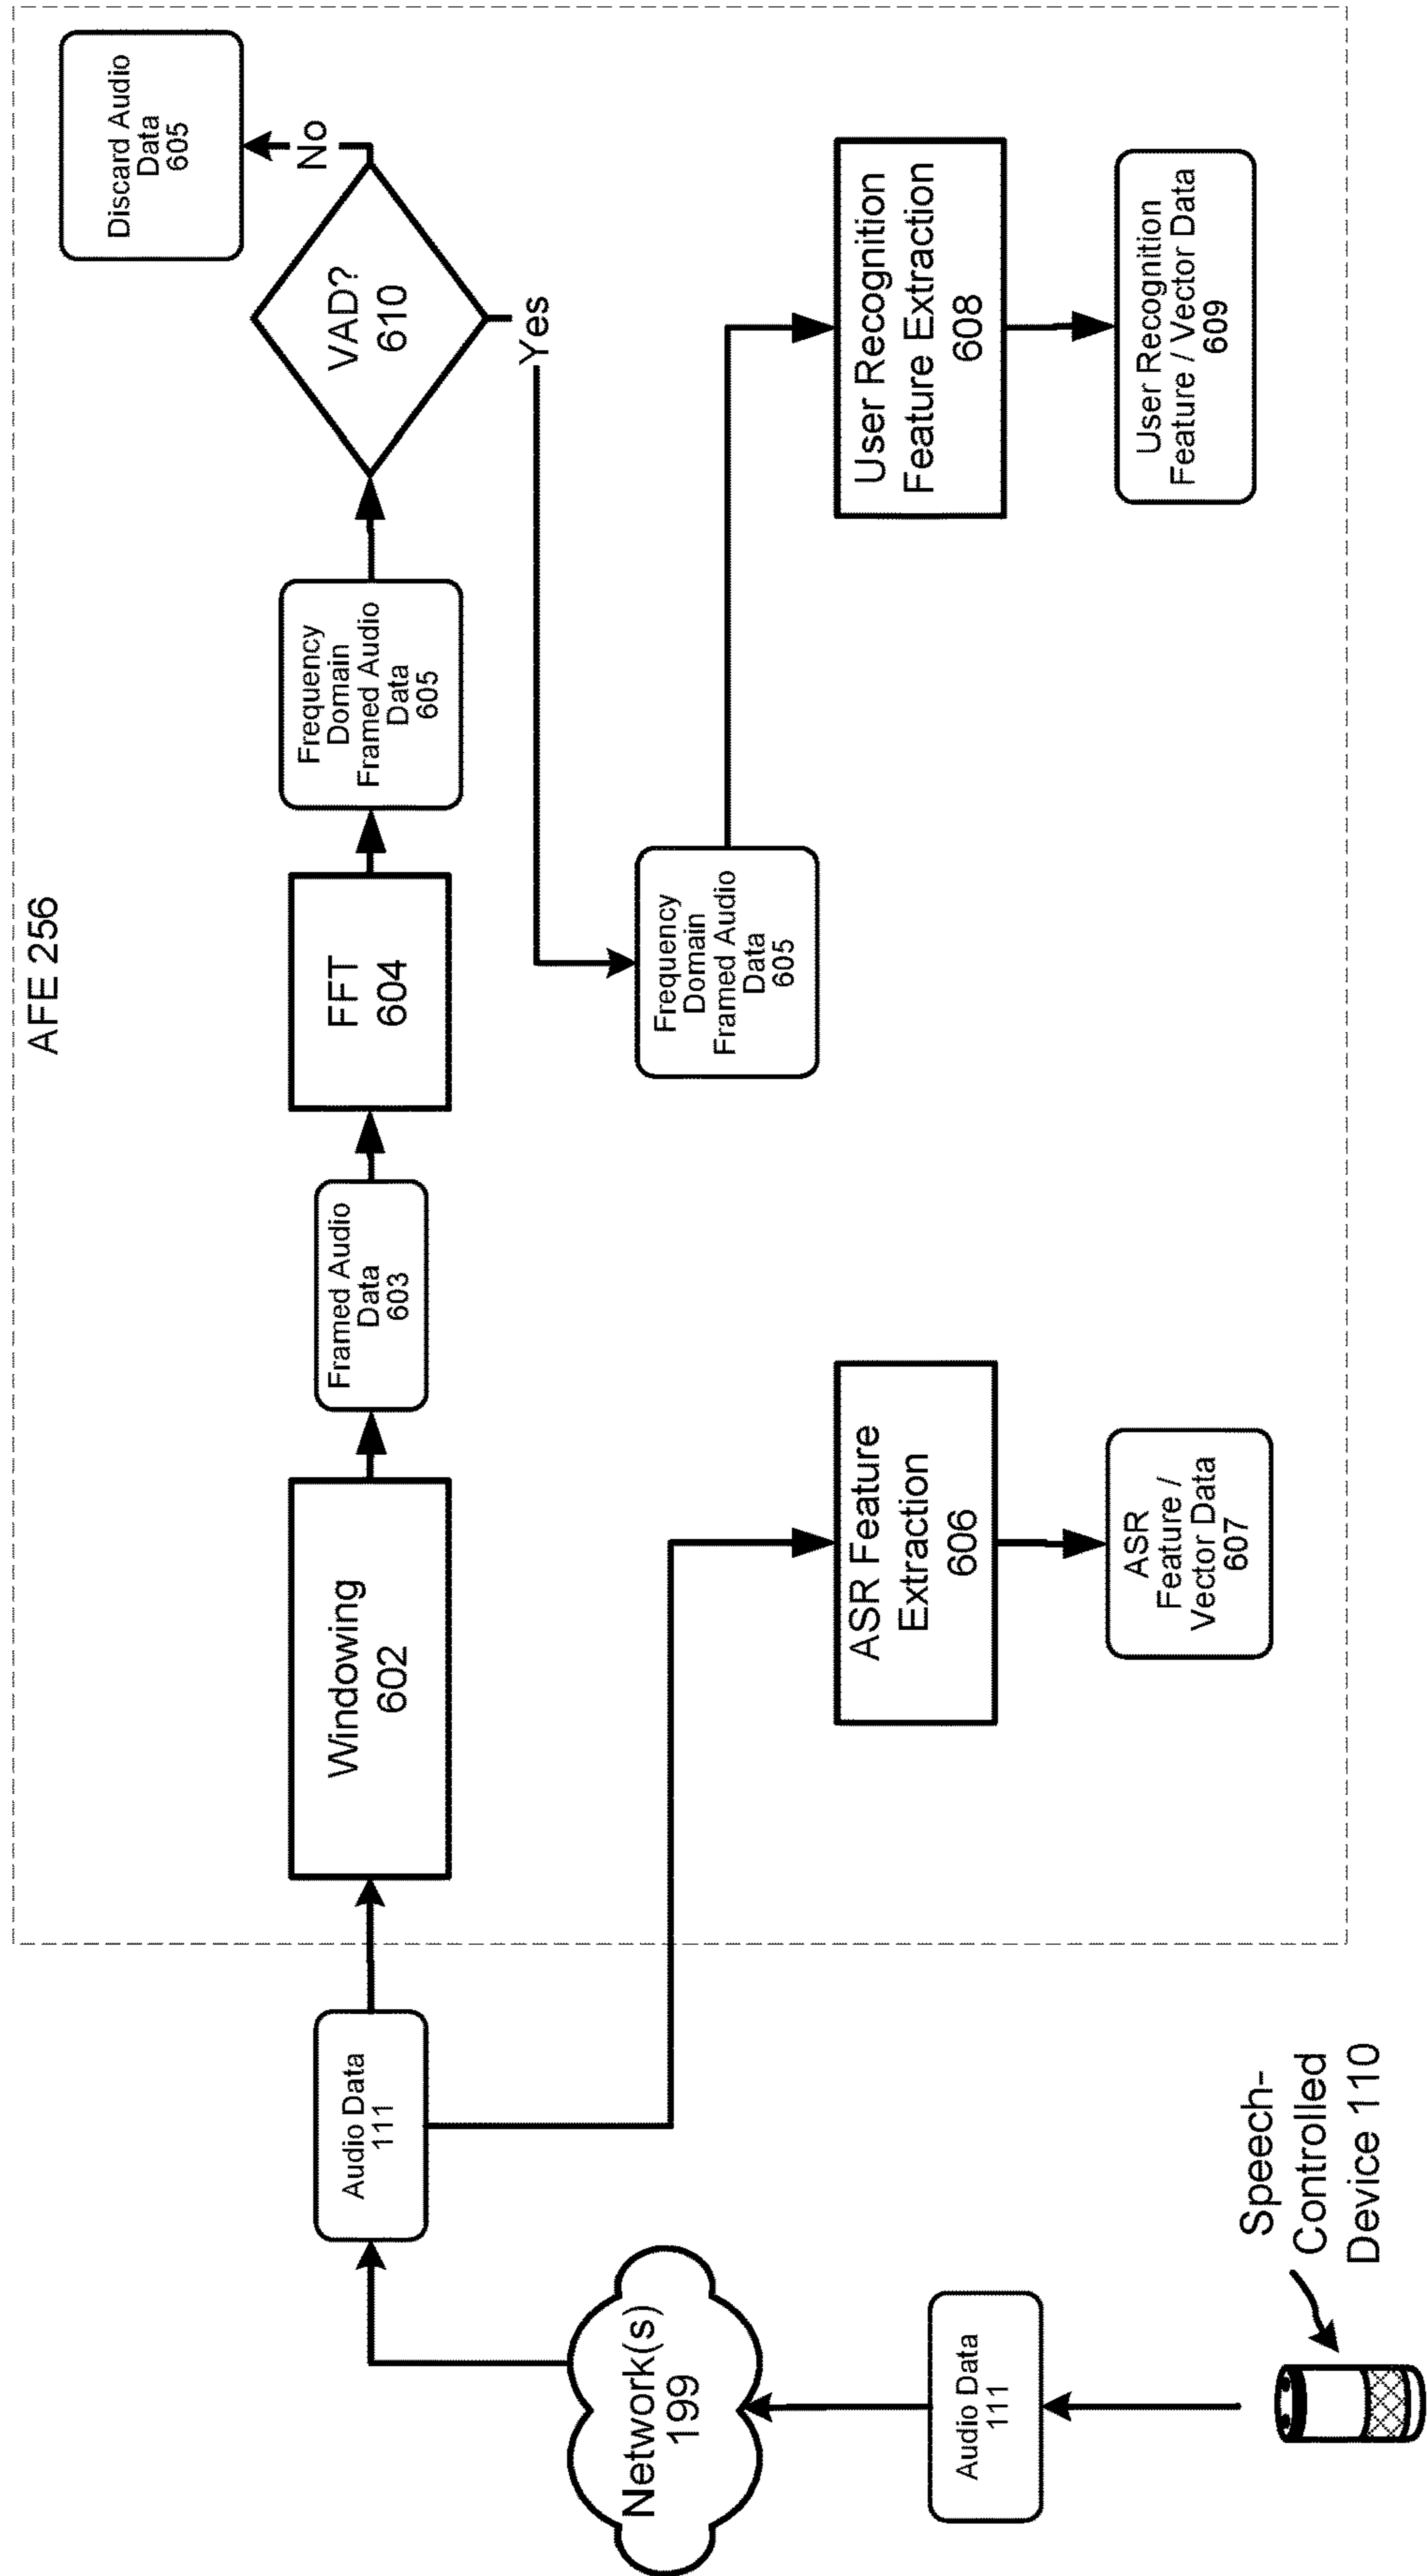 AFE 256
Discard Audio
Data
605
No
VAD?
610
Yes
Frequency
Domain
Framed Audio
Data
605
FFT
604
Framed Audio
Data
603
Windowing
602
Audio Data
111
Frequency
Domain
Framed Audio
Data
605
User Recognition
Feature Extraction
608
User Recognition
Feature / Vector Data
609
ASR Feature
Extraction
606
ASR
Feature /
Vector Data
607
Network(s)
199
Audio Data
111
Speech-
Controlled
Device 110